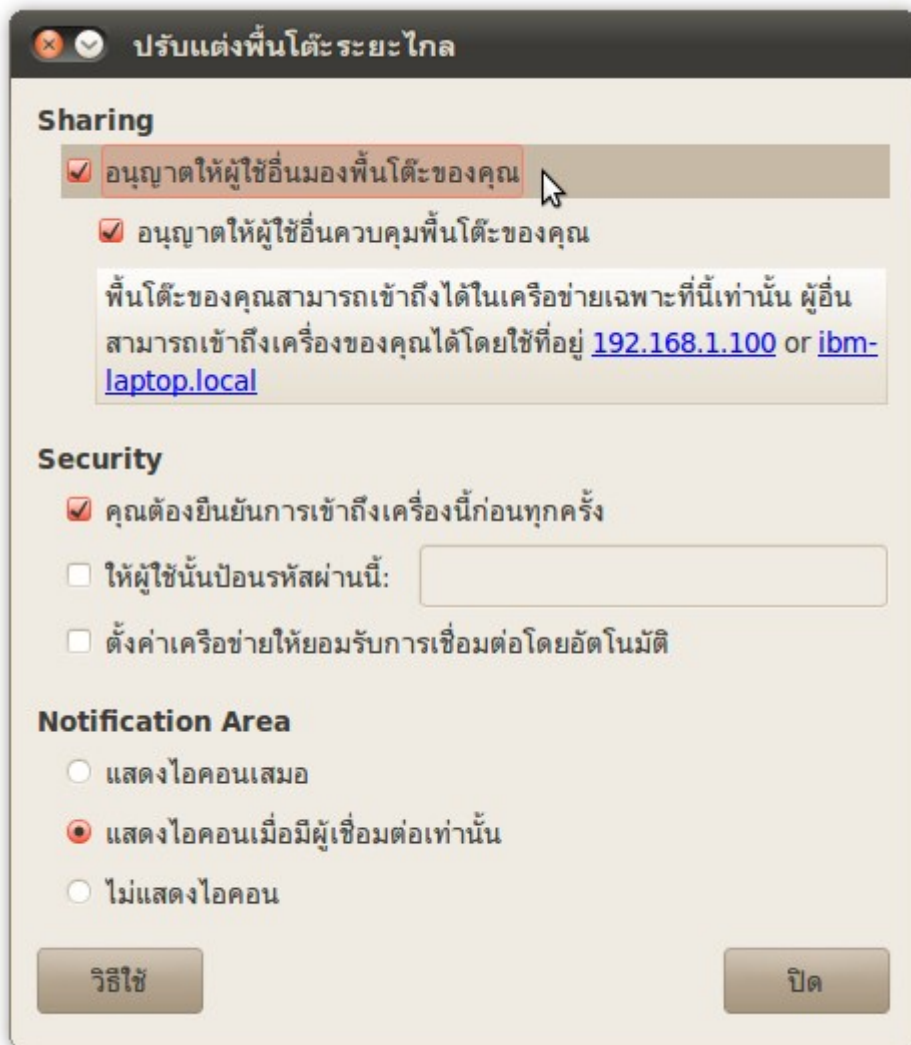 ปรับแต่งพื้นโต๊ะระยะไกล
Sharing
อนุญาตให้ผู้ใช้อื่นมองพื้นโต๊ะของคุณ
อนุญาตให้ผู้ใช้อื่นควบคุมพื้นโต๊ะของคุณ
พื้นโต๊ะของคุณสามารถเข้าถึงได้ในเครือข่ายเฉพาะที่นี้เท่านั้น ผู้อื่น
สามารถเข้าถึงเครื่องของคุณได้โดยใช้ที่อยู่ 192.168.1.100 or ibm-
laptop.local
Security
คุณต้องยืนยันการเข้าถึงเครื่องนี้ก่อนทุกครั้ง
ให้ผู้ใช้นั้นป้อนรหัสผ่านนี้:
ตั้งค่าเครือข่ายให้ยอมรับการเชื่อมต่อโดยอัตโนมัติ
Notification Area
แสดงไอคอนเสมอ
แสดงไอคอนเมื่อมีผู้เชื่อมต่อเท่านั้น
ไม่แสดงไอคอน
วิธีใช้
ปิด